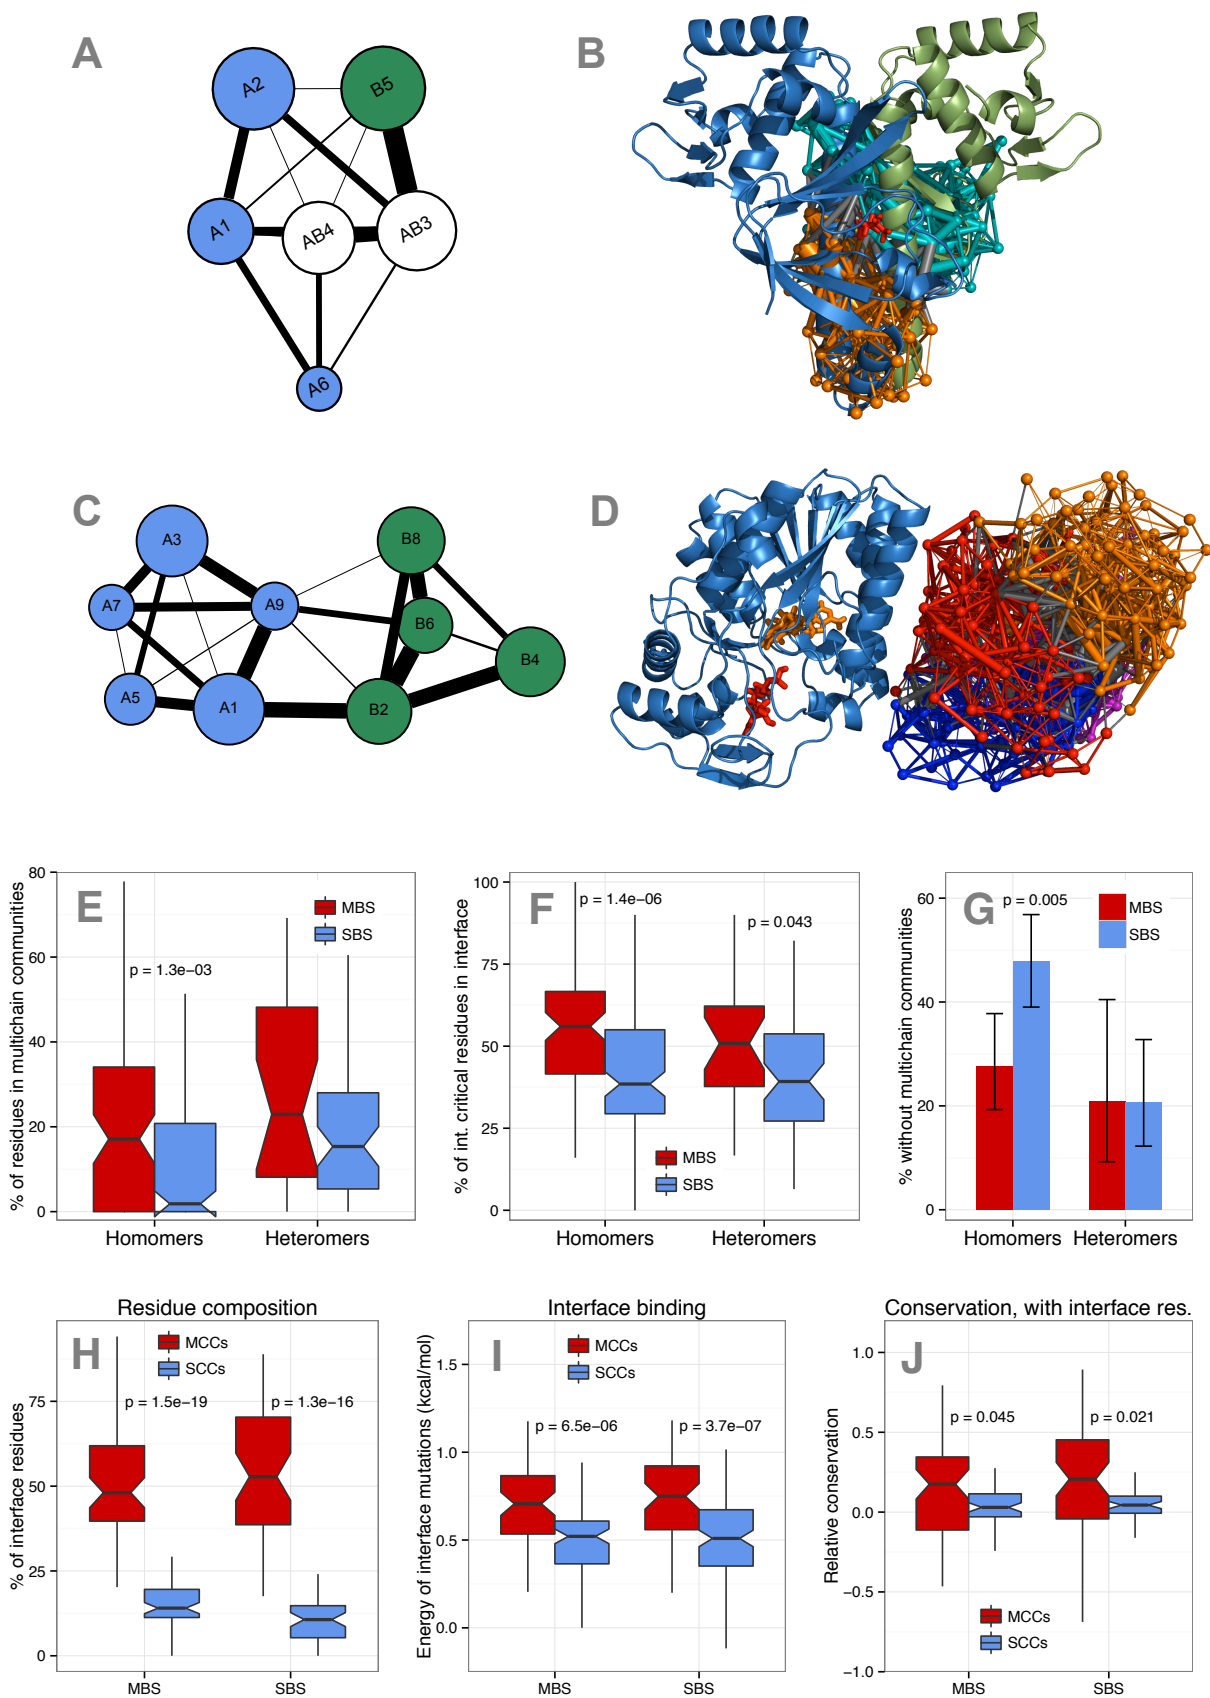 A
A2
B5
A1
AB4
AB3
A6
B
C
A3
B8
A7
A9
B6
B4
A5
A1
B2
D
E
% of residues in multichain communities
80
60
40
20
0
MBS
SBS
p = 1.3e−03
Homomers
Heteromers
F
% of int. critical residues in interface
100
75
50
25
0
p = 1.4e−06
p = 0.043
MBS
SBS
Homomers
Heteromers
G
% without multichain communities
60
40
20
0
p = 0.005
MBS
SBS
Homomers
Heteromers
Residue composition
H
% of interface residues
75
50
25
0
MCCs
SCCs
p = 1.5e−19
p = 1.3e−16
MBS
SBS
Interface binding
I
Energy of interface mutations (kcal/mol)
1.5
1.0
0.5
0.0
MCCs
SCCs
p = 6.5e−06
p = 3.7e−07
MBS
SBS
Conservation, with interface res.
J
Relative conservation
1.0
0.5
0.0
−0.5
−1.0
p = 0.045
p = 0.021
MCCs
SCCs
MBS
SBS